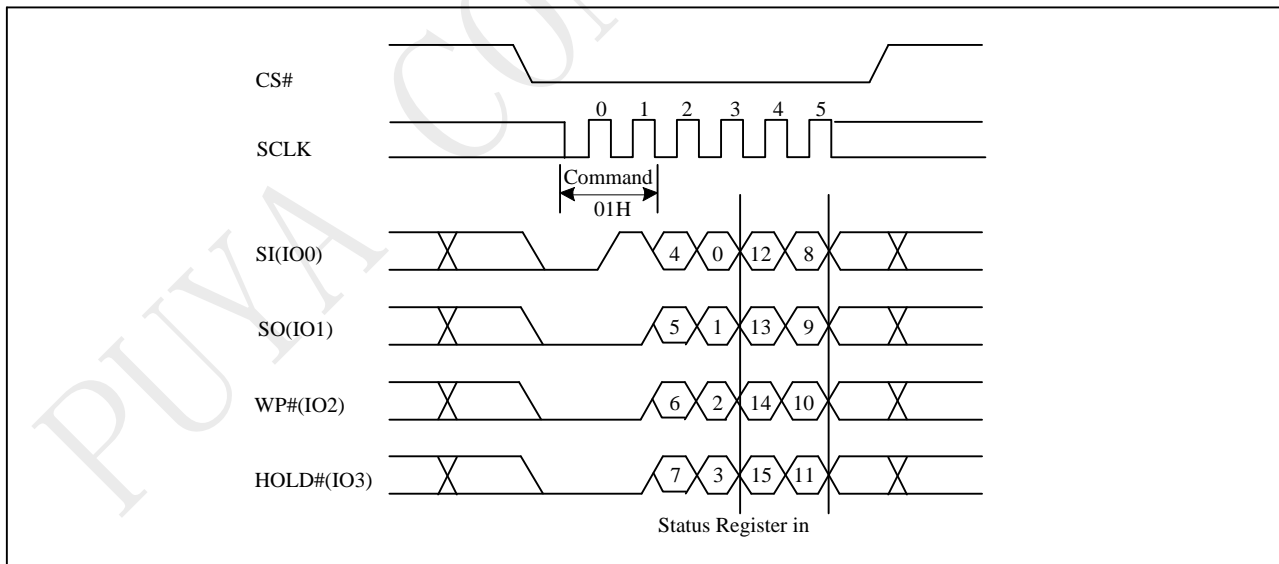 PUYA CON
CS#
0 1 2 3 4 5
SCLK
Command
01H
SI(IO0) 4 0 12 8
SO(IO1) 5 1 13 9
WP#(IO2) 6 2 14 10
HOLD#(IO3) 7 3 15 11
Status Register in